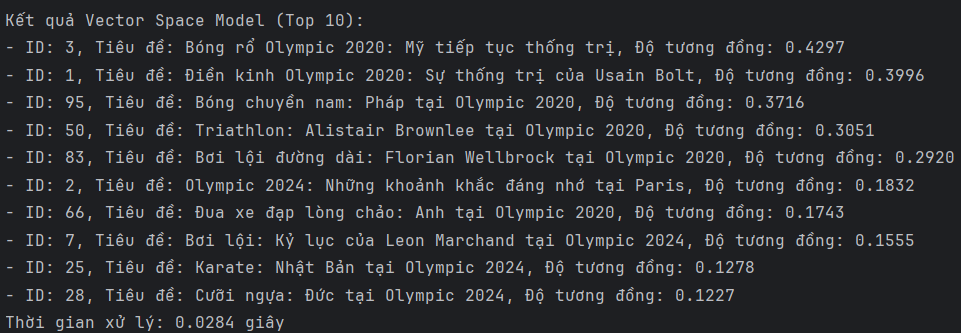 Kết quả Vector Space Model (Top 10):
- ID: 3, Tiêu đề: Bóng rổ Olympic 2020: Mỹ tiếp tục thống trị, Độ tương đồng: 0.4297
- ID: 1, Tiêu đề: Điền kinh Olympic 2020: Sự thống trị của Usain Bolt, Độ tương đồng: 0.3996
- ID: 95, Tiêu đề: Bóng chuyền nam: Pháp tại Olympic 2020, Độ tương đồng: 0.3716
- ID: 50, Tiêu đề: Triathlon: Alistair Brownlee tại Olympic 2020, Độ tương đồng: 0.3051
- ID: 83, Tiêu đề: Bơi lội đường dài: Florian Wellbrock tại Olympic 2020, Độ tương đồng: 0.2920
- ID: 2, Tiêu đề: Olympic 2024: Những khoảnh khắc đáng nhớ tại Paris, Độ tương đồng: 0.1832
- ID: 66, Tiêu đề: Đua xe đạp lòng chảo: Anh tại Olympic 2020, Độ tương đồng: 0.1743
- ID: 7, Tiêu đề: Bơi lội: Kỷ lục của Leon Marchand tại Olympic 2024, Độ tương đồng: 0.1555
- ID: 25, Tiêu đề: Karate: Nhật Bản tại Olympic 2024, Độ tương đồng: 0.1278
- ID: 28, Tiêu đề: Cưỡi ngựa: Đức tại Olympic 2024, Độ tương đồng: 0.1227
Thời gian xử lý: 0.0284 giây